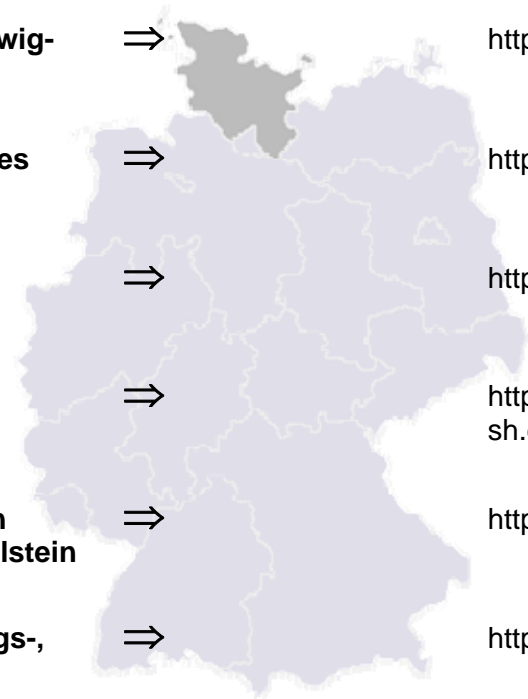 wig- ⇒ http
es ⇒ http
⇒ http
⇒ http
sh.
n ⇒ http
lstein
gs-, ⇒ http